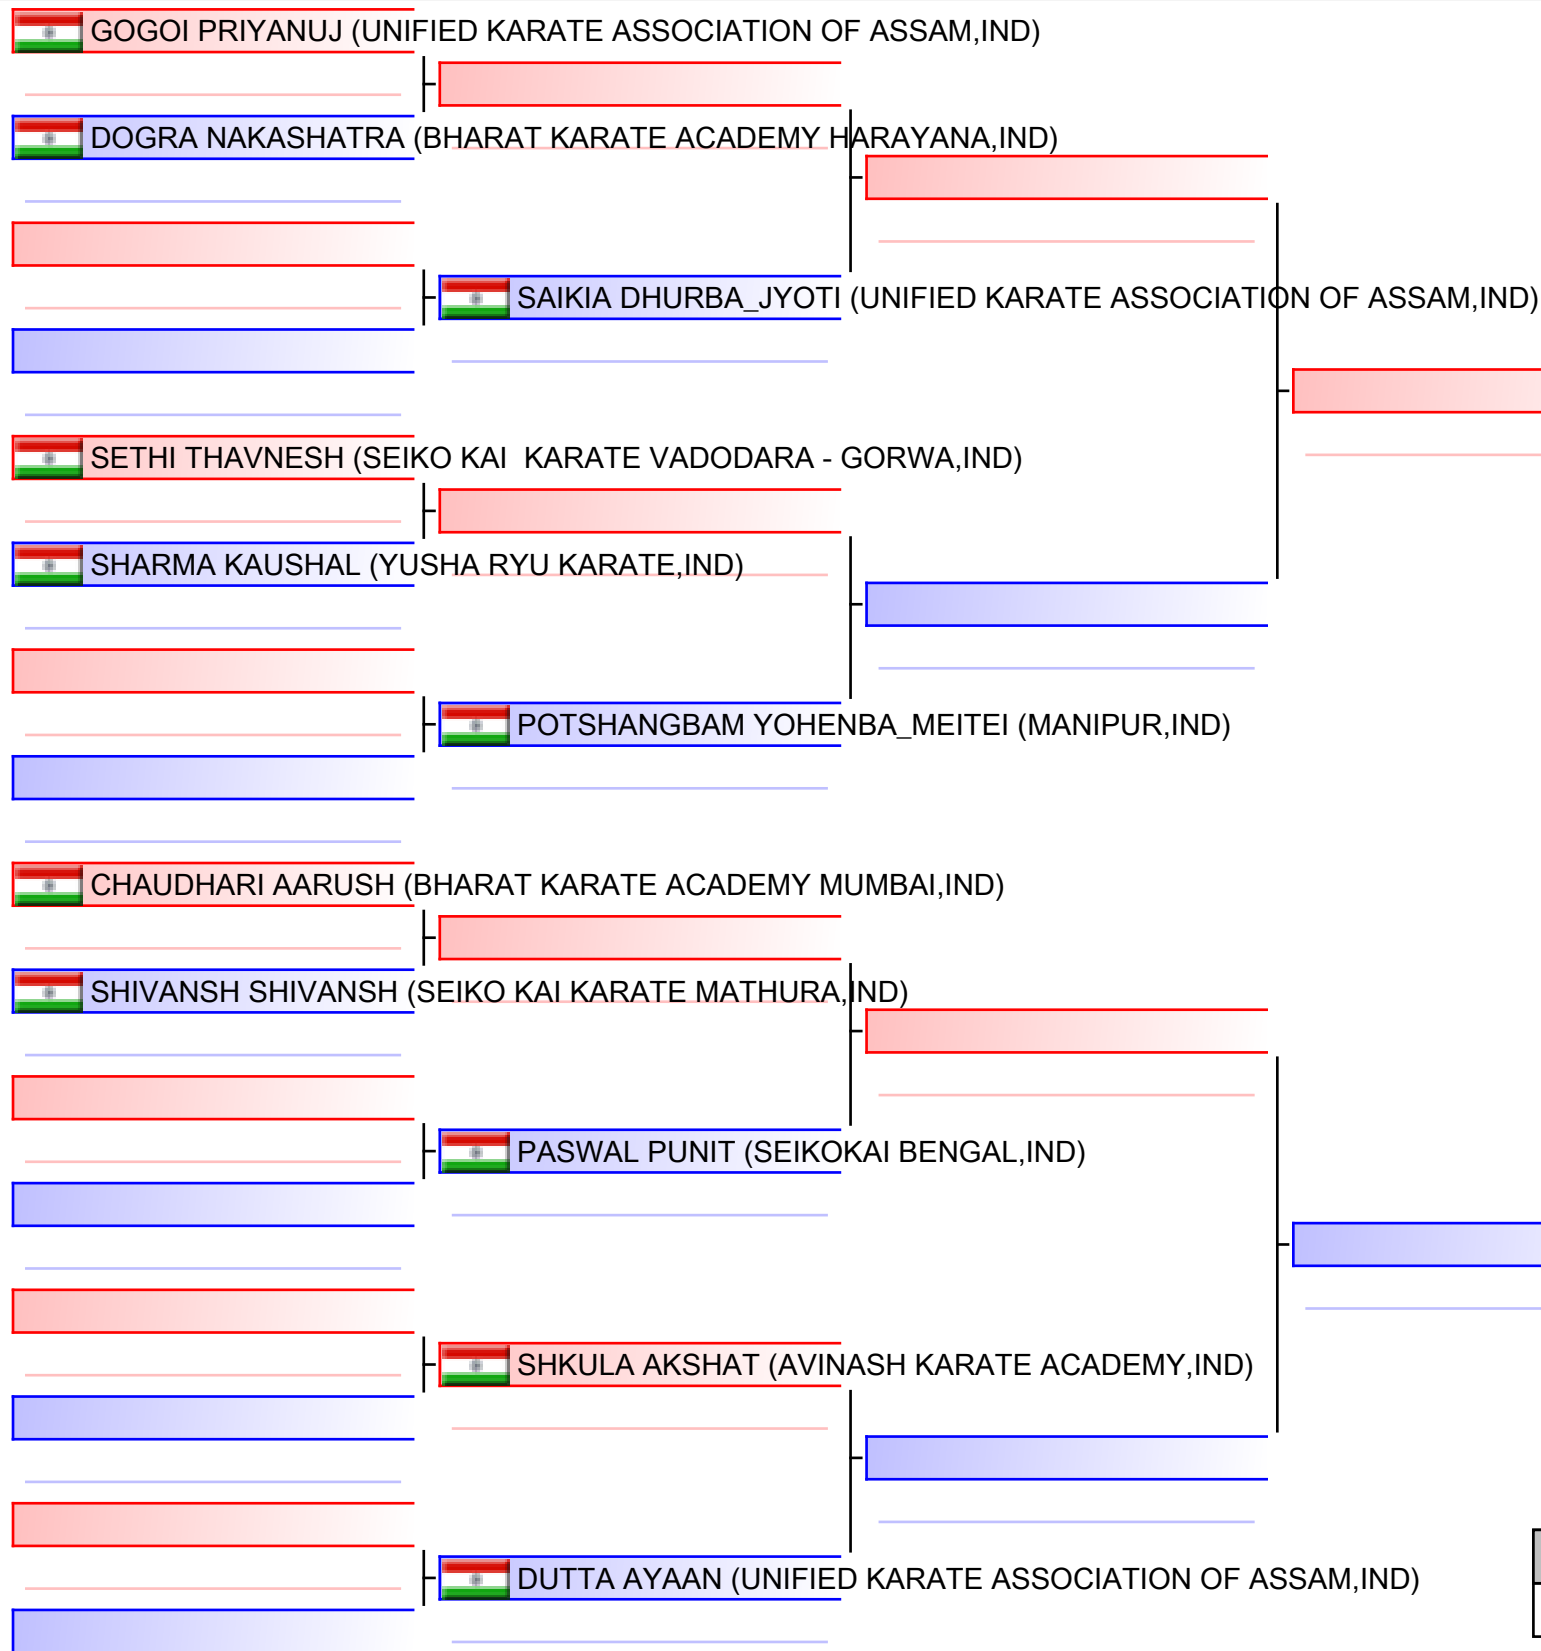 GOGOI PRIYANUJ (UNIFIED KARATE ASSOCIATION OF ASSAM,IND)
DOGRA NAKASHATRA (BHARAT KARATE ACADEMY HARAYANA,IND)
SAIKIA DHURBA_JYOTI (UNIFIED KARATE ASSOCIATION OF ASSAM,IND)
SETHI THAVNESH (SEIKO KAI  KARATE VADODARA - GORWA,IND)
SHARMA KAUSHAL (YUSHA RYU KARATE,IND)
POTSHANGBAM YOHENBA_MEITEI (MANIPUR,IND)
CHAUDHARI AARUSH (BHARAT KARATE ACADEMY MUMBAI,IND)
SHIVANSH SHIVANSH (SEIKO KAI KARATE MATHURA,IND)
PASWAL PUNIT (SEIKOKAI BENGAL,IND)
SHKULA AKSHAT (AVINASH KARATE ACADEMY,IND)
DUTTA AYAAN (UNIFIED KARATE ASSOCIATION OF ASSAM,IND)